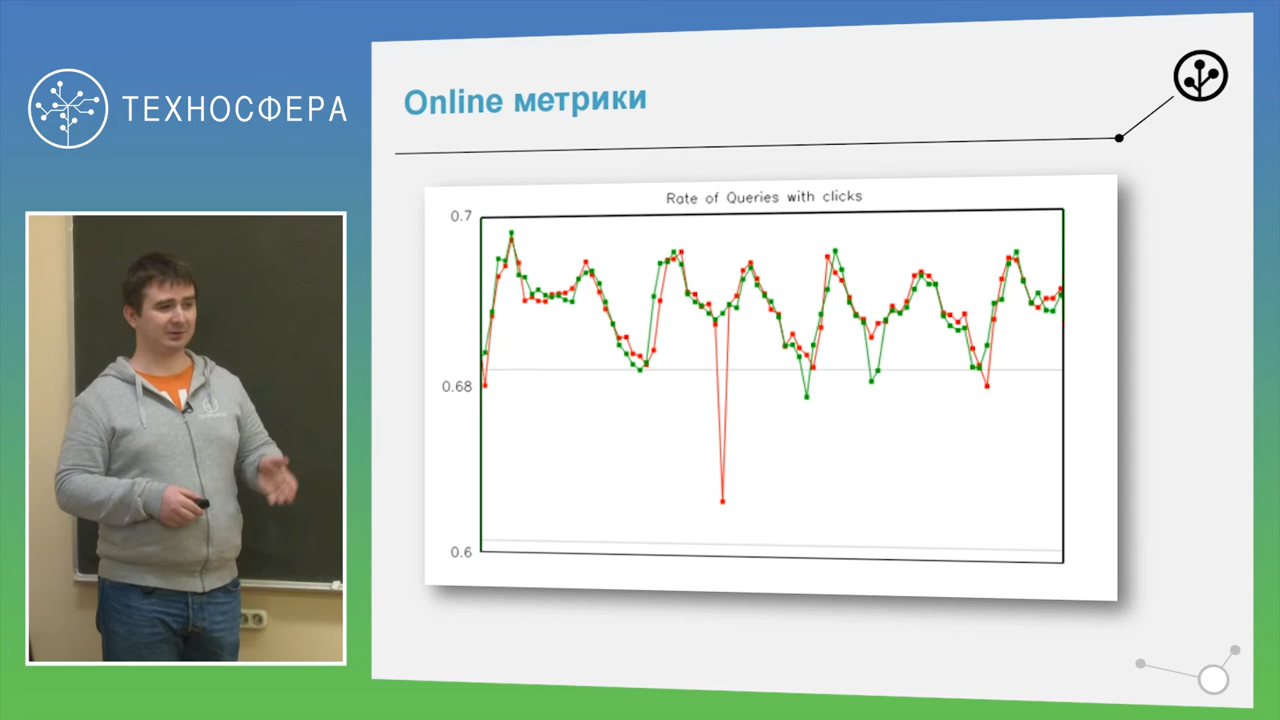 ТЕХНОСФЕРА
Online метрики
Rate of Queries with clicks
0.7
0.68
0.6